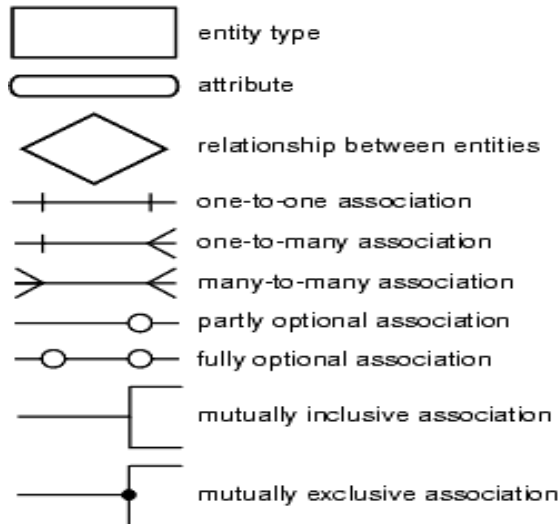 entity type
attribute
relationship between entities
one-to-one association
one-to-many association
many-to-many association
partly optional association
fully optional association
mutually inclusive association
mutually exclusive association